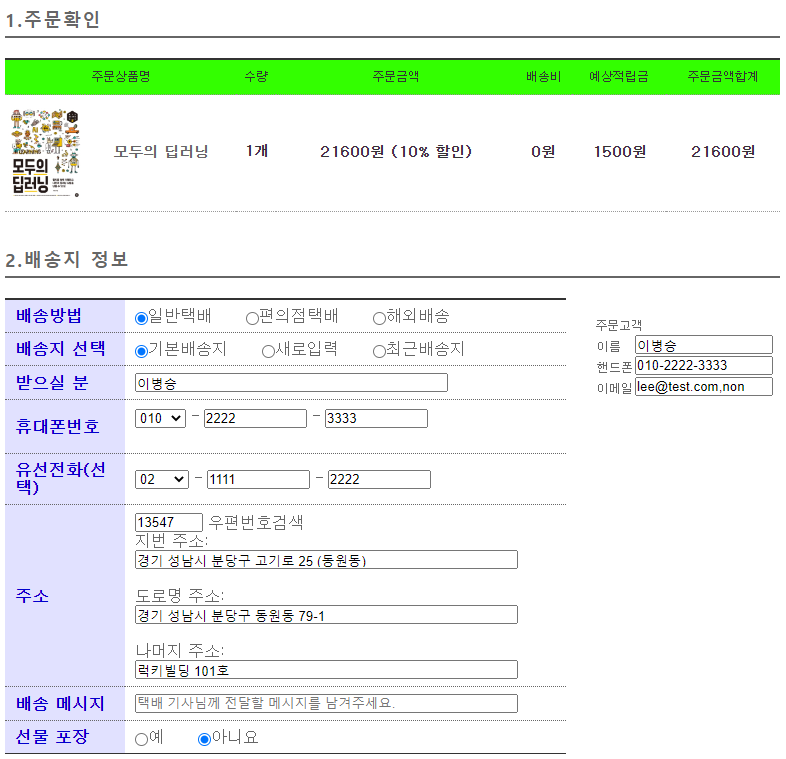 1.주문확인
주문상품명 수량 주문금액 배송비 예상적립금 주문금액합계
모두의 딥러닝
모두의 딥러닝 1개 21600원 (10% 할인) 0원 1500원 21600원
2.배송지 정보
배송방법 일반택배 편의점택배 해외배송
배송지 선택 기본배송지 새로입력 최근배송지
받으실 분 이병승
휴대폰번호 010 - 2222 - 3333
유선전화(선택) 02 - 1111 - 2222
주소 13547 우편번호검색
지번 주소:
경기 성남시 분당구 고기로 25 (동원동)
도로명 주소:
경기 성남시 분당구 동원동 79-1
나머지 주소:
럭키빌딩 101호
배송 메시지 택배 기사님께 전달할 메시지를 남겨주세요.
선물 포장 예 아니요
주문고객
이름 이병승
핸드폰 010-2222-3333
이메일 lee@test.com,non